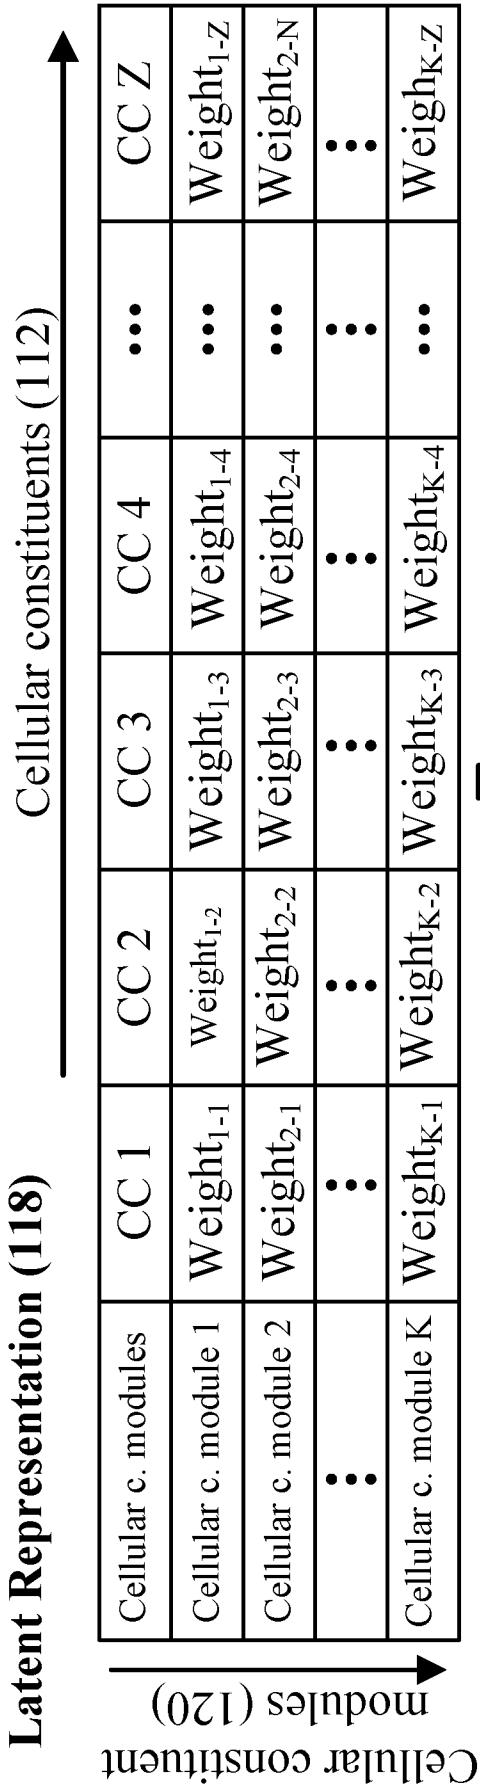 Latent Representation (118)
Cellular constituents (112)
Cellular constituent
modules (120)
Cellular c. modules CC 1 CC 2 CC 3 CC 4 ••• CC Z
Cellular c. module 1 Weight1-1 Weight1-2 Weight1-3 Weight1-4 ••• Weight1-Z
Cellular c. module 2 Weight2-1 Weight2-2 Weight2-3 Weight2-4 ••• Weight2-N
••• ••• ••• ••• ••• ••• •••
Cellular c. module K WeightK-1 WeightK-2 WeightK-3 WeightK-4 ••• WeighK-Z